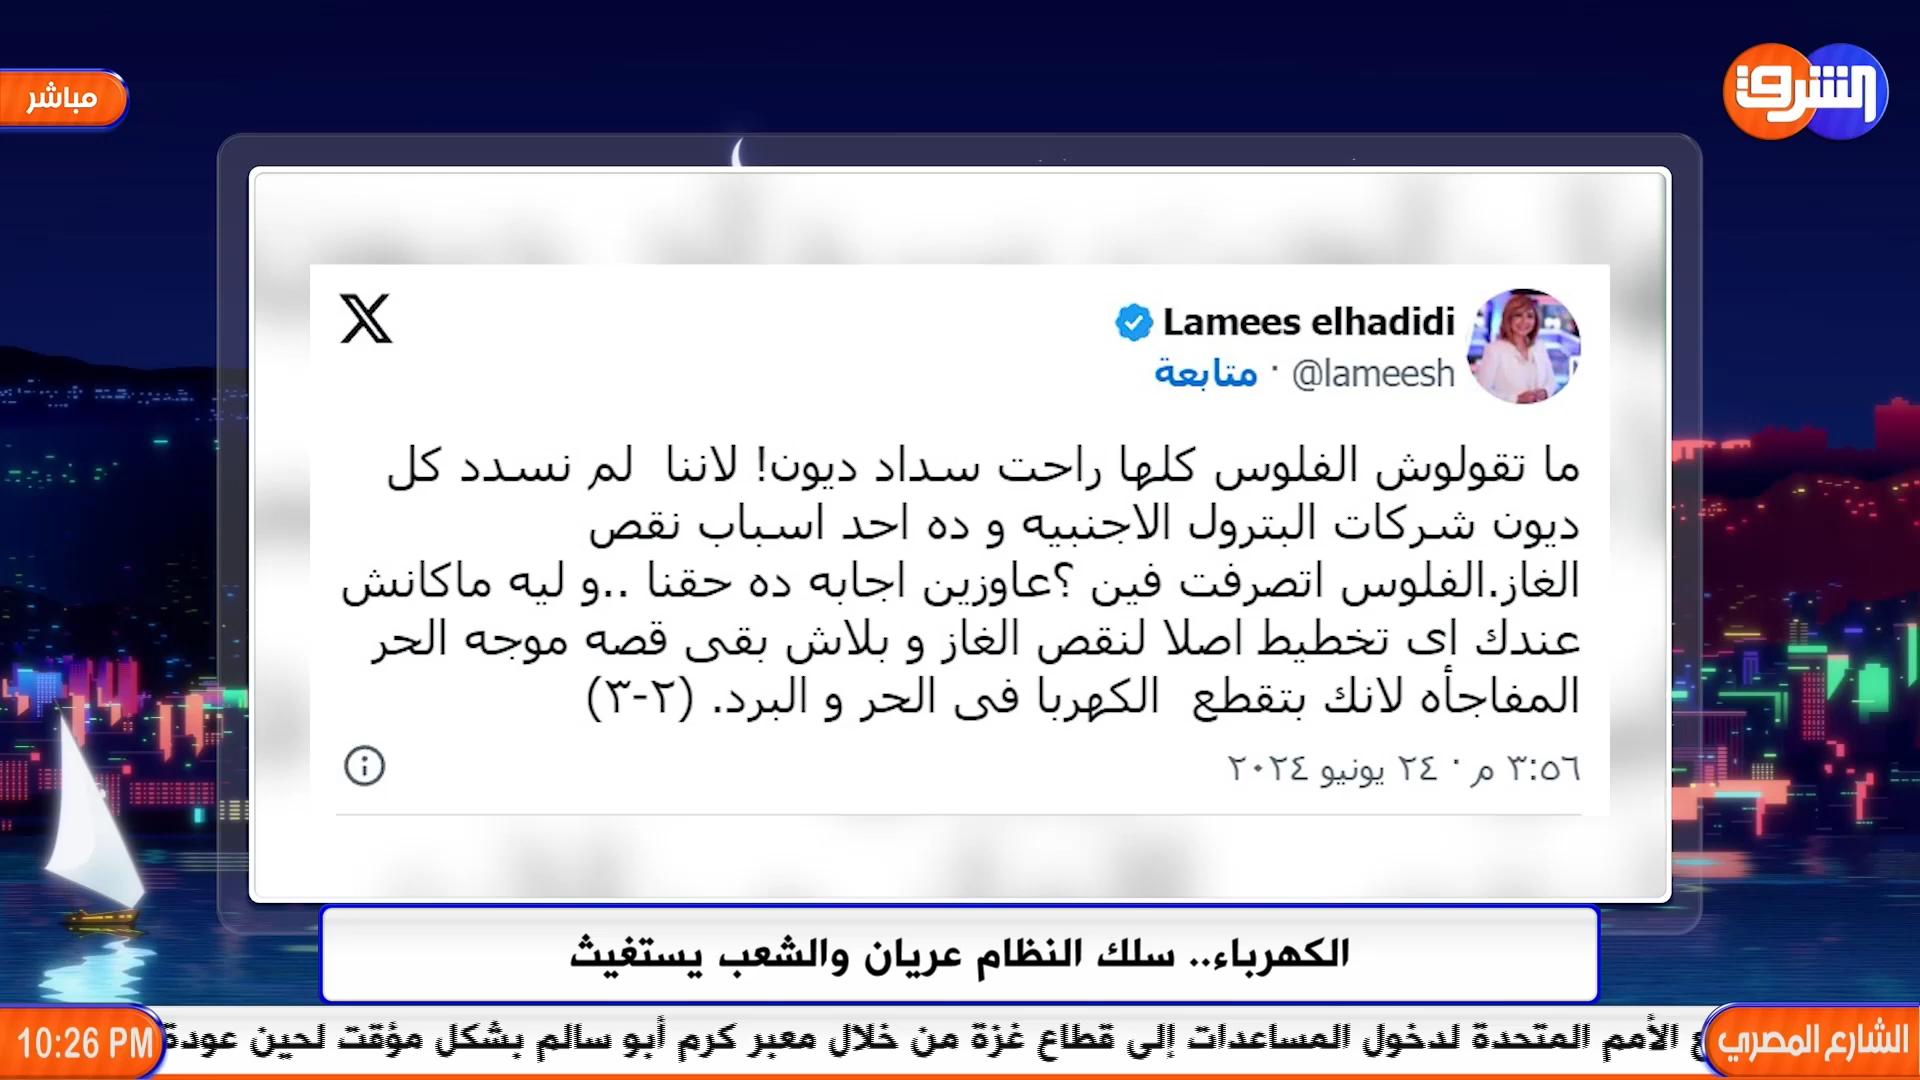 مباشر
الشرق
Lamees elhadidi
@lameesh · متابعة
ما تقولوش الفلوس كلها راحت سداد ديون! لاننا لم نسدد كل
ديون شركات البترول الاجنبيه و ده احد اسباب نقص
الغاز.الفلوس اتصرفت فين ؟عاوزين اجابه ده حقنا ..و ليه ماكانش
عندك اى تخطيط اصلا لنقص الغاز و بلاش بقى قصه موجه الحر
المفاجأه لانك بتقطع الكهربا فى الحر و البرد. (٢-٣)
٣:٥٦ م · ٢٤ يونيو ٢٠٢٤
الكهرباء.. سلك النظام عريان والشعب يستغيث
الشارع المصري
ع الأمم المتحدة لدخول المساعدات إلى قطاع غزة من خلال معبر كرم أبو سالم بشكل مؤقت لحين عودة
10:26 PM